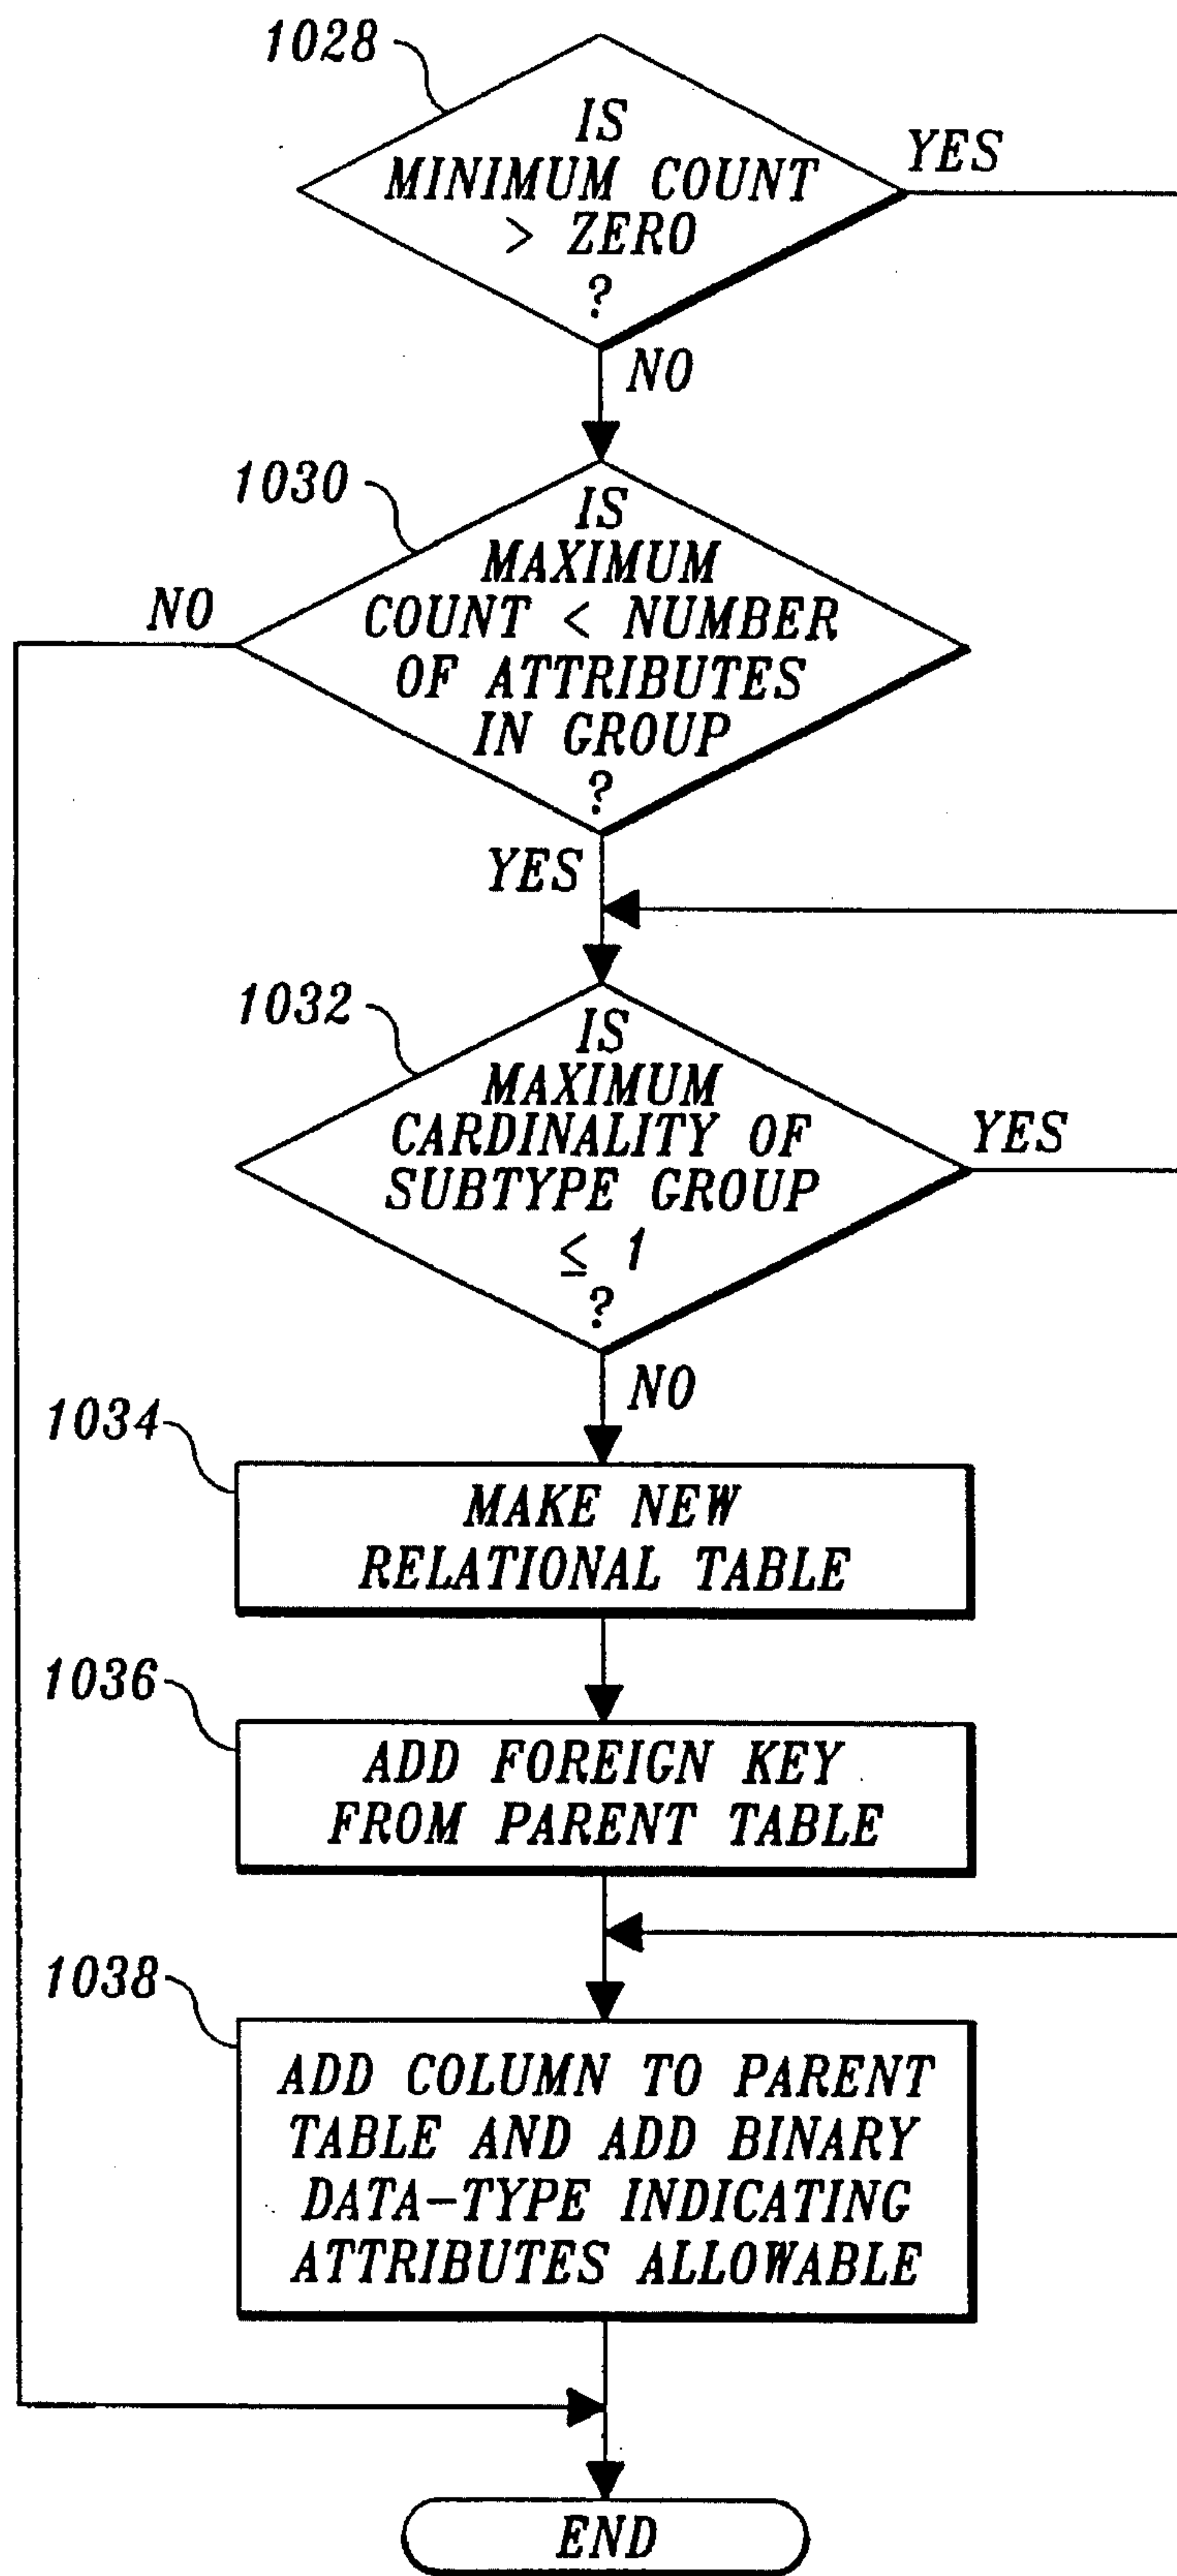 1028
IS
MINIMUM COUNT
> ZERO
?
YES
NO
1030
IS
MAXIMUM
COUNT < NUMBER
OF ATTRIBUTES
IN GROUP
?
NO
YES
1032
IS
MAXIMUM
CARDINALITY OF
SUBTYPE GROUP
≤ 1
?
YES
NO
1034
MAKE NEW
RELATIONAL TABLE
1036
ADD FOREIGN KEY
FROM PARENT TABLE
1038
ADD COLUMN TO PARENT
TABLE AND ADD BINARY
DATA-TYPE INDICATING
ATTRIBUTES ALLOWABLE
END